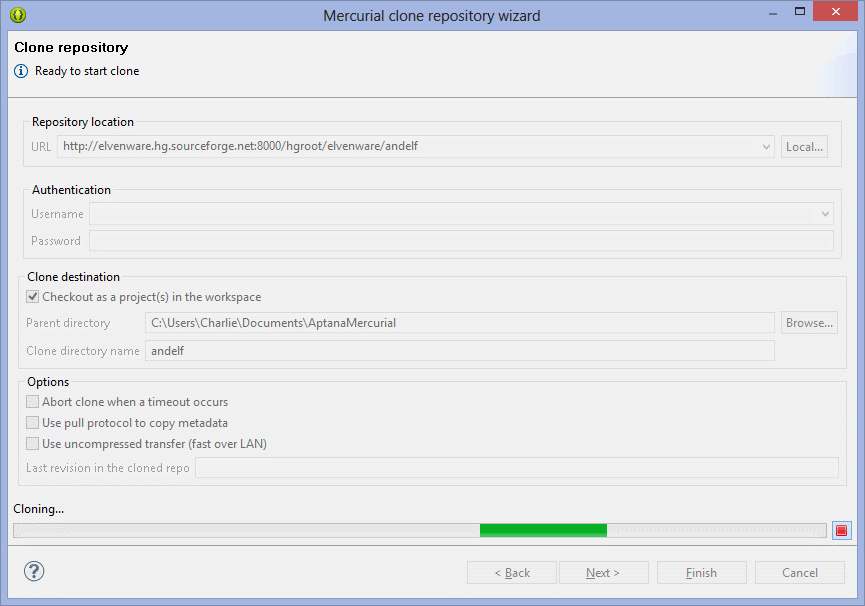 Mercurial clone repository wizard
Clone repository
Ready to start clone
Repository location
URL http://elvenware.hg.sourceforge.net:8000/hgroot/elvenware/andelf Local...
Authentication
Username
Password
Clone destination
Checkout as a project(s) in the workspace
Parent directory C:\Users\Charlie\Documents\AptanaMercurial Browse...
Clone directory name andelf
Options
Abort clone when a timeout occurs
Use pull protocol to copy metadata
Use uncompressed transfer (fast over LAN)
Last revision in the cloned repo
Cloning...
? < Back Next > Finish Cancel